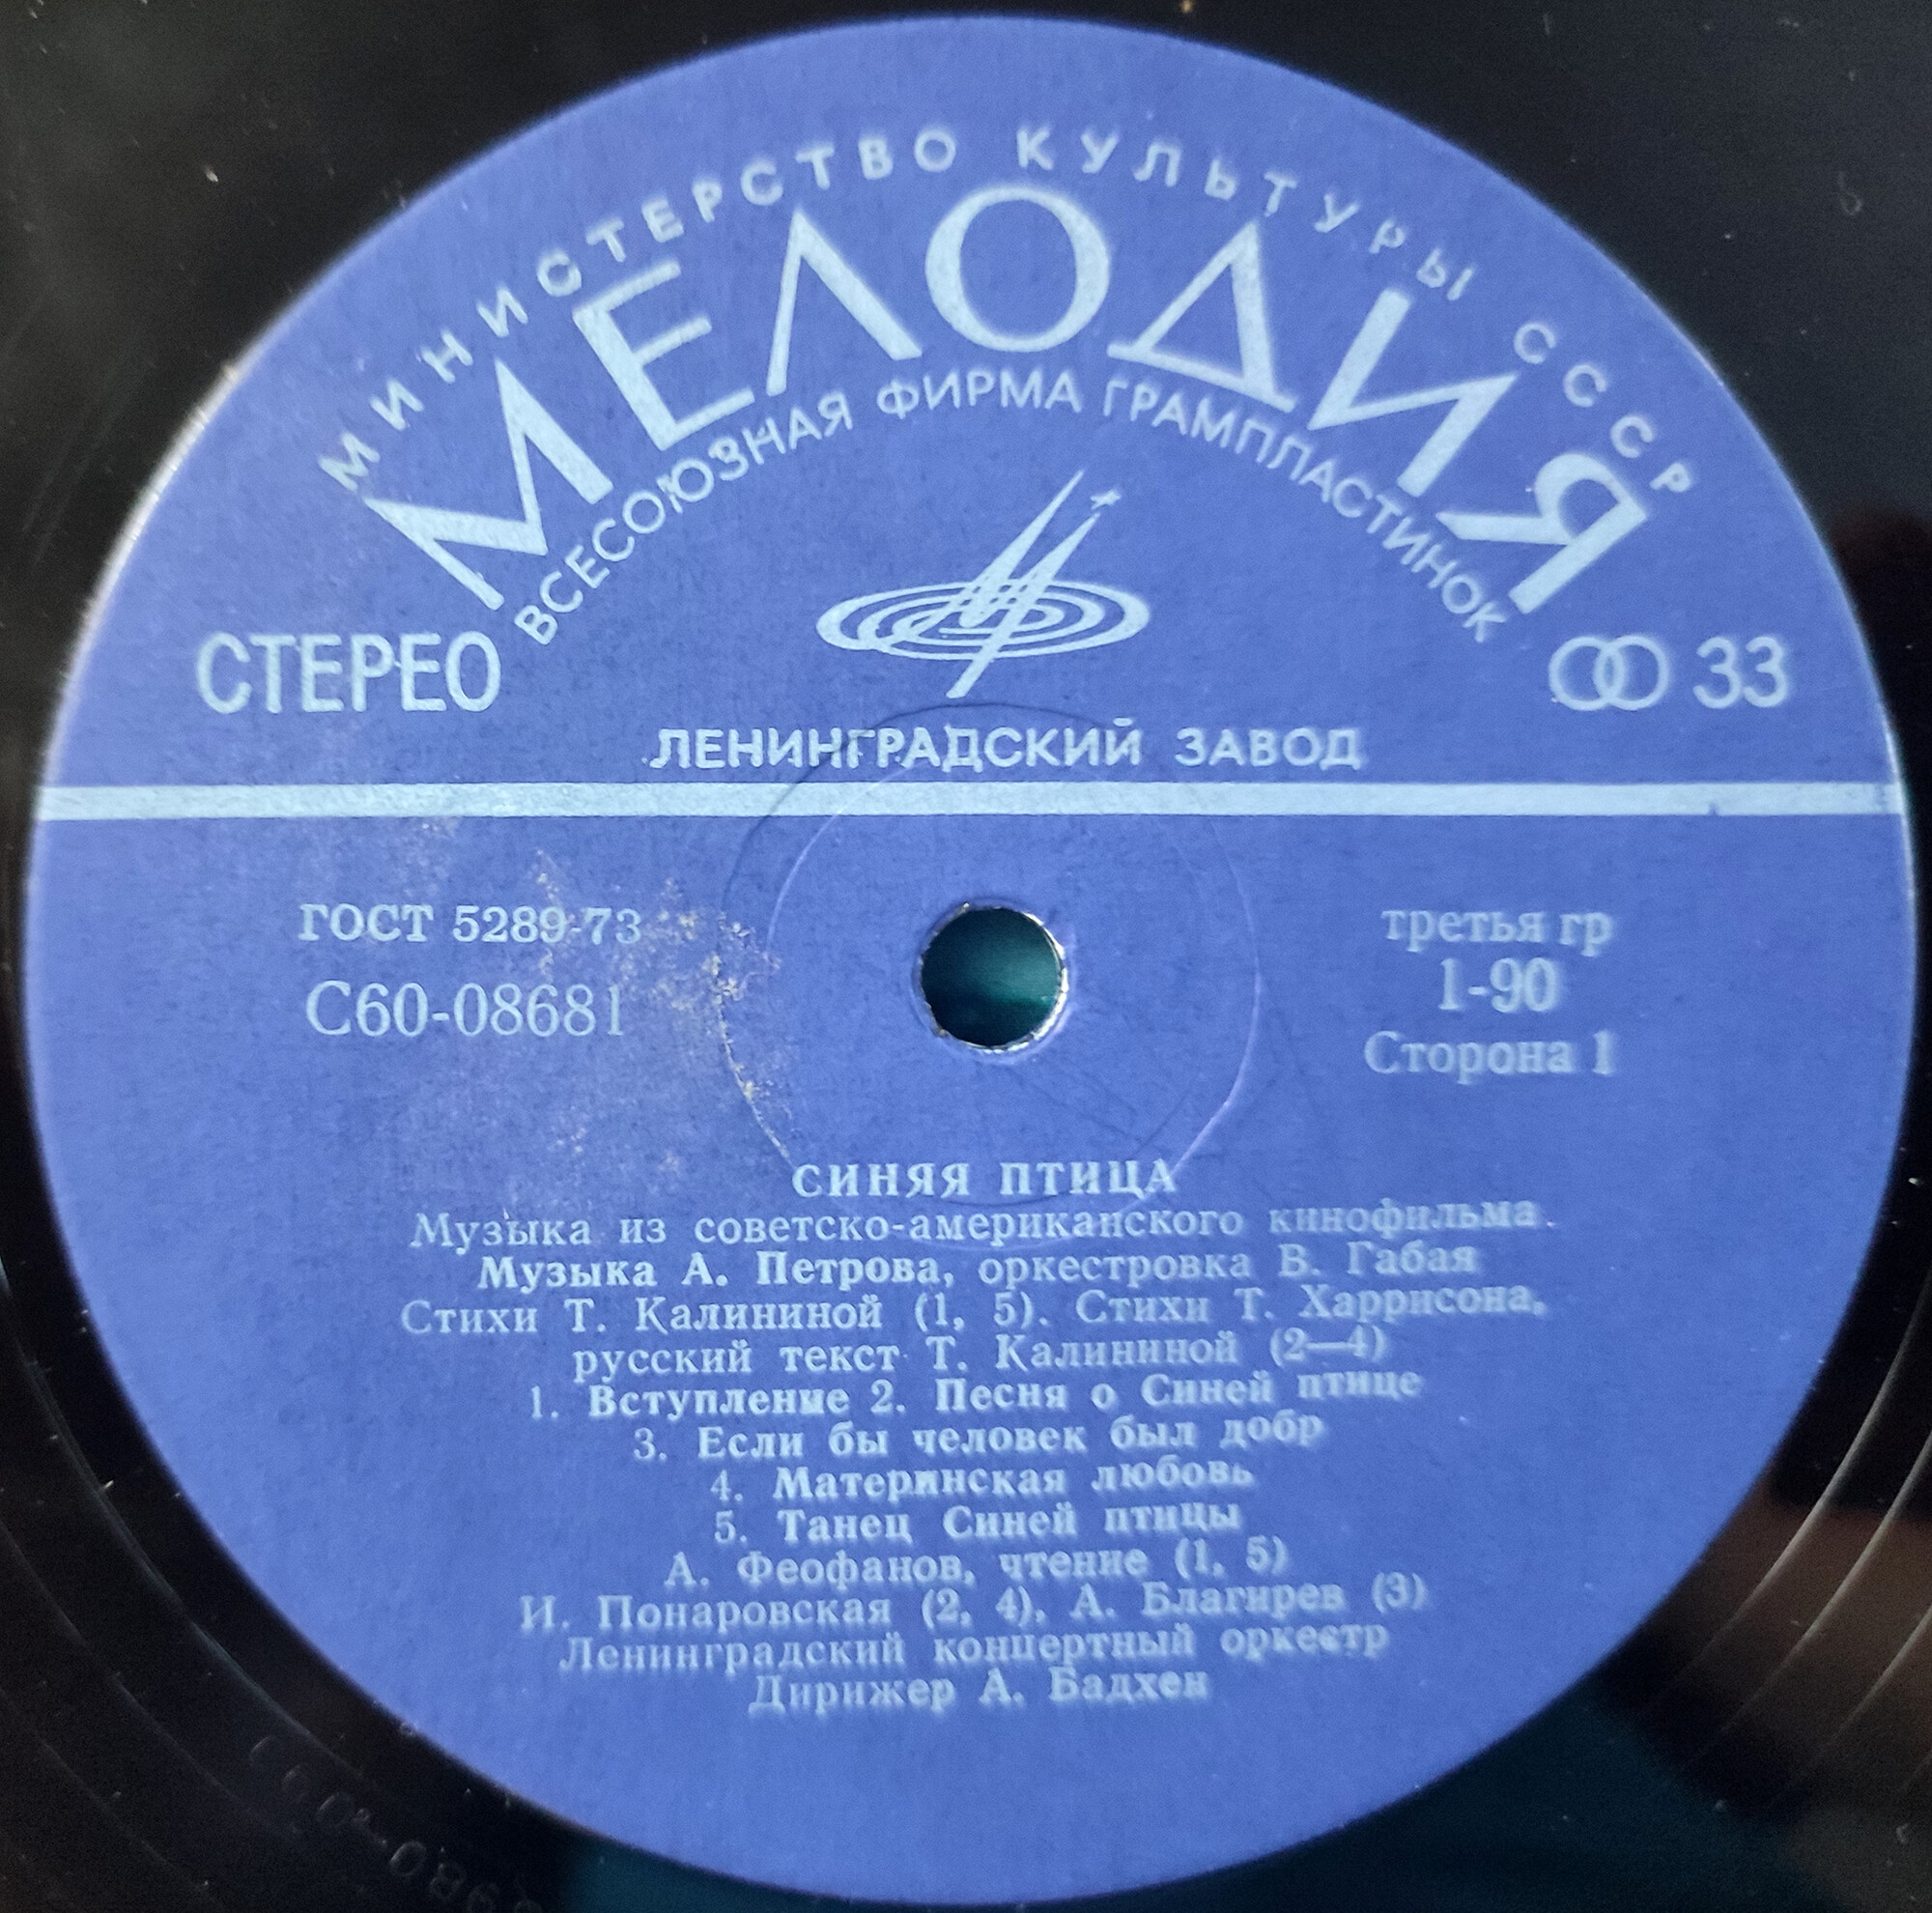 МИНИСТЕРСТВО КУЛЬТУРЫ СССР
МЕЛОДИЯ
ВСЕСОЮЗНАЯ ФИРМА ГРАМПЛАСТИНОК
СТЕРЕО
33
ЛЕНИНГРАДСКИЙ ЗАВОД
ГОСТ 5289-73
С60-08681
третья гр
1-90
Сторона 1
СИНЯЯ ПТИЦА
Музыка из советско-американского кинофильма.
Музыка А. Петрова, оркестровка В. Габая
Стихи Т. Калининой (1, 5). Стихи Т. Харрисона,
русский текст Т. Калининой (2—4)
1. Вступление 2. Песня о Синей птице
3. Если бы человек был добр
4. Материнская любовь
5. Танец Синей птицы
А. Феофанов, чтение (1, 5)
И. Понаровская (2, 4), А. Благирев (3)
Ленинградский концертный оркестр
Дирижер А. Бадхен